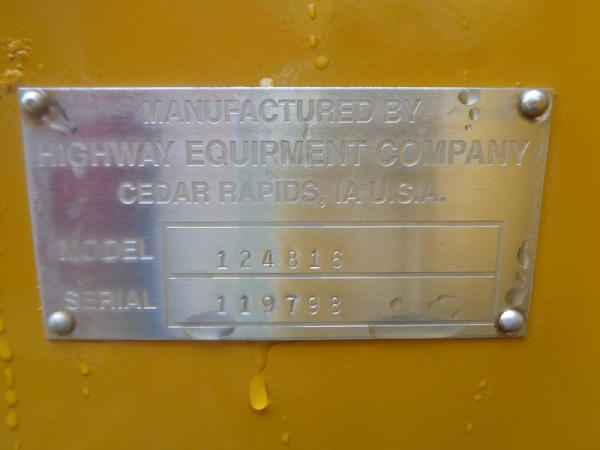 MANUFACTURED BY
HIGHWAY EQUIPMENT COMPANY
CEDAR RAPIDS, IA U.S.A.
MODEL 124816
SERIAL 119798